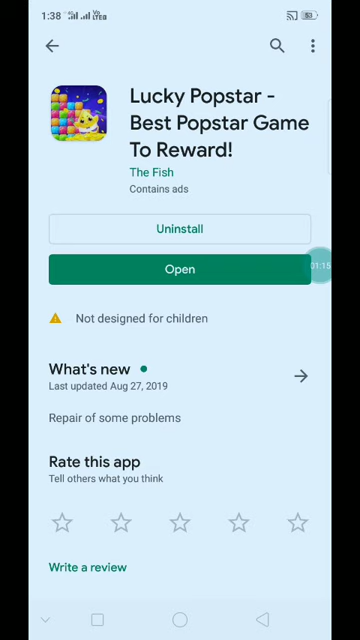 1:38
Lucky Popstar -
Best Popstar Game
To Reward!
The Fish
Contains ads
Uninstall
Open
01:15
Not designed for children
What's new
Last updated Aug 27, 2019
Repair of some problems
Rate this app
Tell others what you think
Write a review